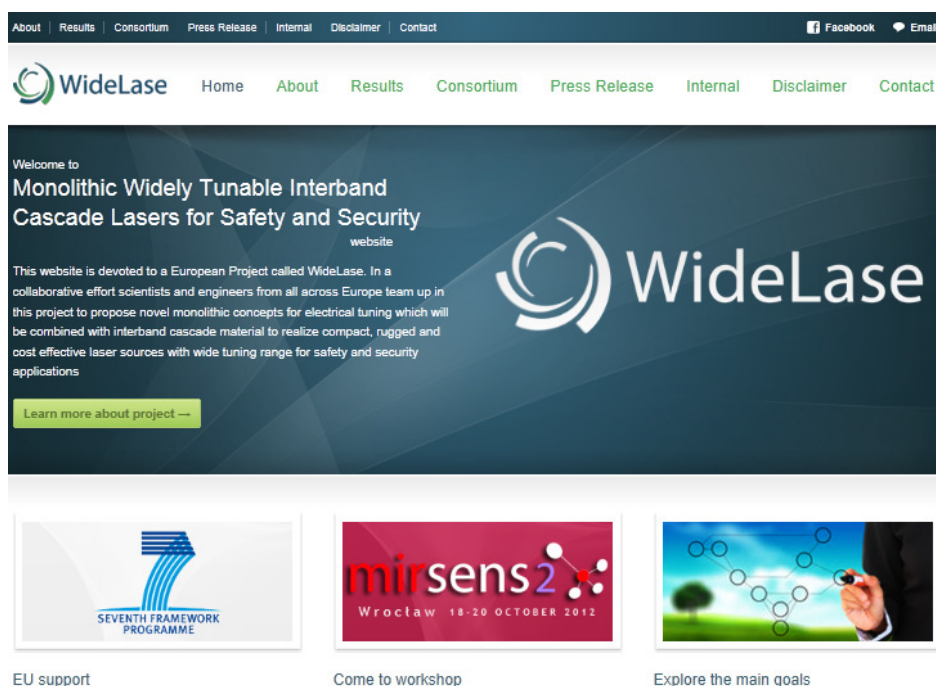 About Results Consortium Press Release Internal Disclaimer Contact Facebook Email
WideLase Home About Results Consortium Press Release Internal Disclaimer Contact
Welcome to
Monolithic Widely Tunable Interband
Cascade Lasers for Safety and Security
website
This website is devoted to a European Project called WideLase. In a
collaborative effort scientists and engineers from all across Europe team up in
this project to propose novel monolithic concepts for electrical tuning which will
be combined with interband cascade material to realize compact, rugged and
cost effective laser sources with wide tuning range for safety and security
applications
Learn more about project →
WideLase
7
SEVENTH FRAMEWORK
PROGRAMME
mirsens2
Wrocław 18-20 OCTOBER 2012
EU support
Come to workshop
Explore the main goals